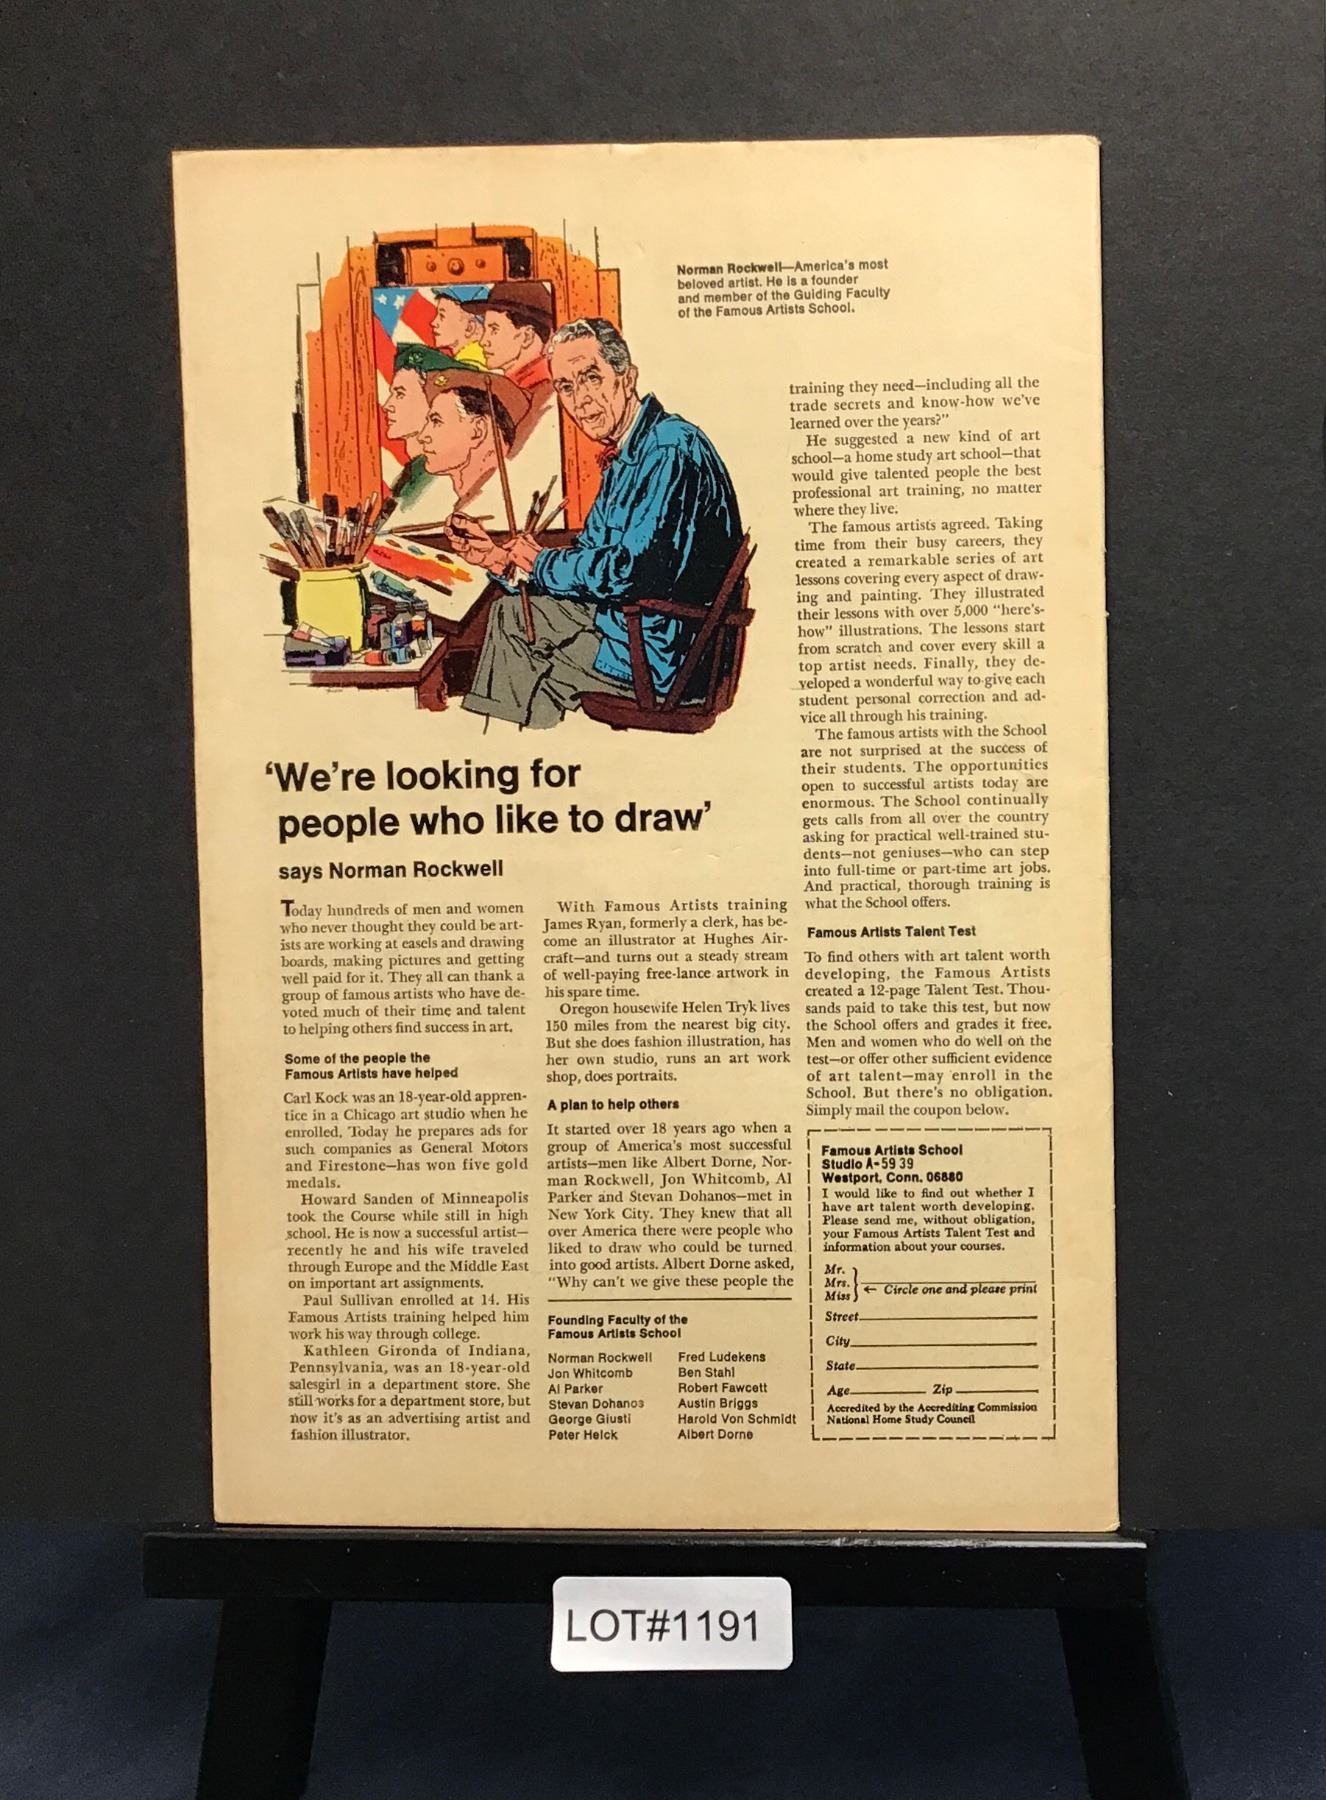 Norman Rockwell—America's most
beloved artist. He is a founder
and member of the Guiding Faculty
of the Famous Artists School.
'We're looking for
people who like to draw'
says Norman Rockwell
Today hundreds of men and women
who never thought they could be art-
ists are working at easels and drawing
boards, making pictures and getting
well paid for it. They all can thank a
group of famous artists who have de-
voted much of their time and talent
to helping others find success in art.
Some of the people the
Famous Artists have helped
Carl Kock was an 18-year-old appren-
tice in a Chicago art studio when he
enrolled. Today he prepares ads for
such companies as General Motors
and Firestone—has won five gold
medals.
Howard Sanden of Minneapolis
took the Course while still in high
school. He is now a successful artist—
recently he and his wife traveled
through Europe and the Middle East
on important art assignments.
Paul Sullivan enrolled at 14. His
Famous Artists training helped him
work his way through college.
Kathleen Gironda of Indiana,
Pennsylvania, was an 18-year-old
salesgirl in a department store. She
still works for a department store, but
now it's as an advertising artist and
fashion illustrator.
With Famous Artists training
James Ryan, formerly a clerk, has be-
come an illustrator at Hughes Air-
craft—and turns out a steady stream
of well-paying free-lance artwork in
his spare time.
Oregon housewife Helen Tryk lives
150 miles from the nearest big city.
But she does fashion illustration, has
her own studio, runs an art work
shop, does portraits.
A plan to help others
It started over 18 years ago when a
group of America's most successful
artists—men like Albert Dorne, Nor-
man Rockwell, Jon Whitcomb, Al
Parker and Stevan Dohanos—met in
New York City. They knew that all
over America there were people who
liked to draw who could be turned
into good artists. Albert Dorne asked,
"Why can't we give these people the
training they need—including all the
trade secrets and know-how we've
learned over the years?"
He suggested a new kind of art
school—a home study art school—that
would give talented people the best
professional art training, no matter
where they live.
The famous artists agreed. Taking
time from their busy careers, they
created a remarkable series of art
lessons covering every aspect of draw-
ing and painting. They illustrated
their lessons with over 5,000 "here's-
how" illustrations. The lessons start
from scratch and cover every skill a
top artist needs. Finally, they de-
veloped a wonderful way to give each
student personal correction and ad-
vice all through his training.
The famous artists with the School
are not surprised at the success of
their students. The opportunities
open to successful artists today are
enormous. The School continually
gets calls from all over the country
asking for practical well-trained stu-
dents—not geniuses—who can step
into full-time or part-time art jobs.
And practical, thorough training is
what the School offers.
Famous Artists Talent Test
To find others with art talent worth
developing, the Famous Artists
created a 12-page Talent Test. Thou-
sands paid to take this test, but now
the School offers and grades it free.
Men and women who do well on the
test—or offer other sufficient evidence
of art talent—may enroll in the
School. But there's no obligation.
Simply mail the coupon below.
Founding Faculty of the
Famous Artists School
Norman Rockwell
Jon Whitcomb
Al Parker
Stevan Dohanos
George Giusti
Peter Helck
Fred Ludekens
Ben Stahl
Robert Fawcett
Austin Briggs
Harold Von Schmidt
Albert Dorne
Famous Artists School
Studio A-5939
Westport, Conn. 06880
I would like to find out whether I
have art talent worth developing.
Please send me, without obligation,
your Famous Artists Talent Test and
information about your courses.
Mr.
Mrs.
Miss
← Circle one and please print
Street
City
State
Age Zip
Accredited by the Accrediting Commission
National Home Study Council
LOT#1191